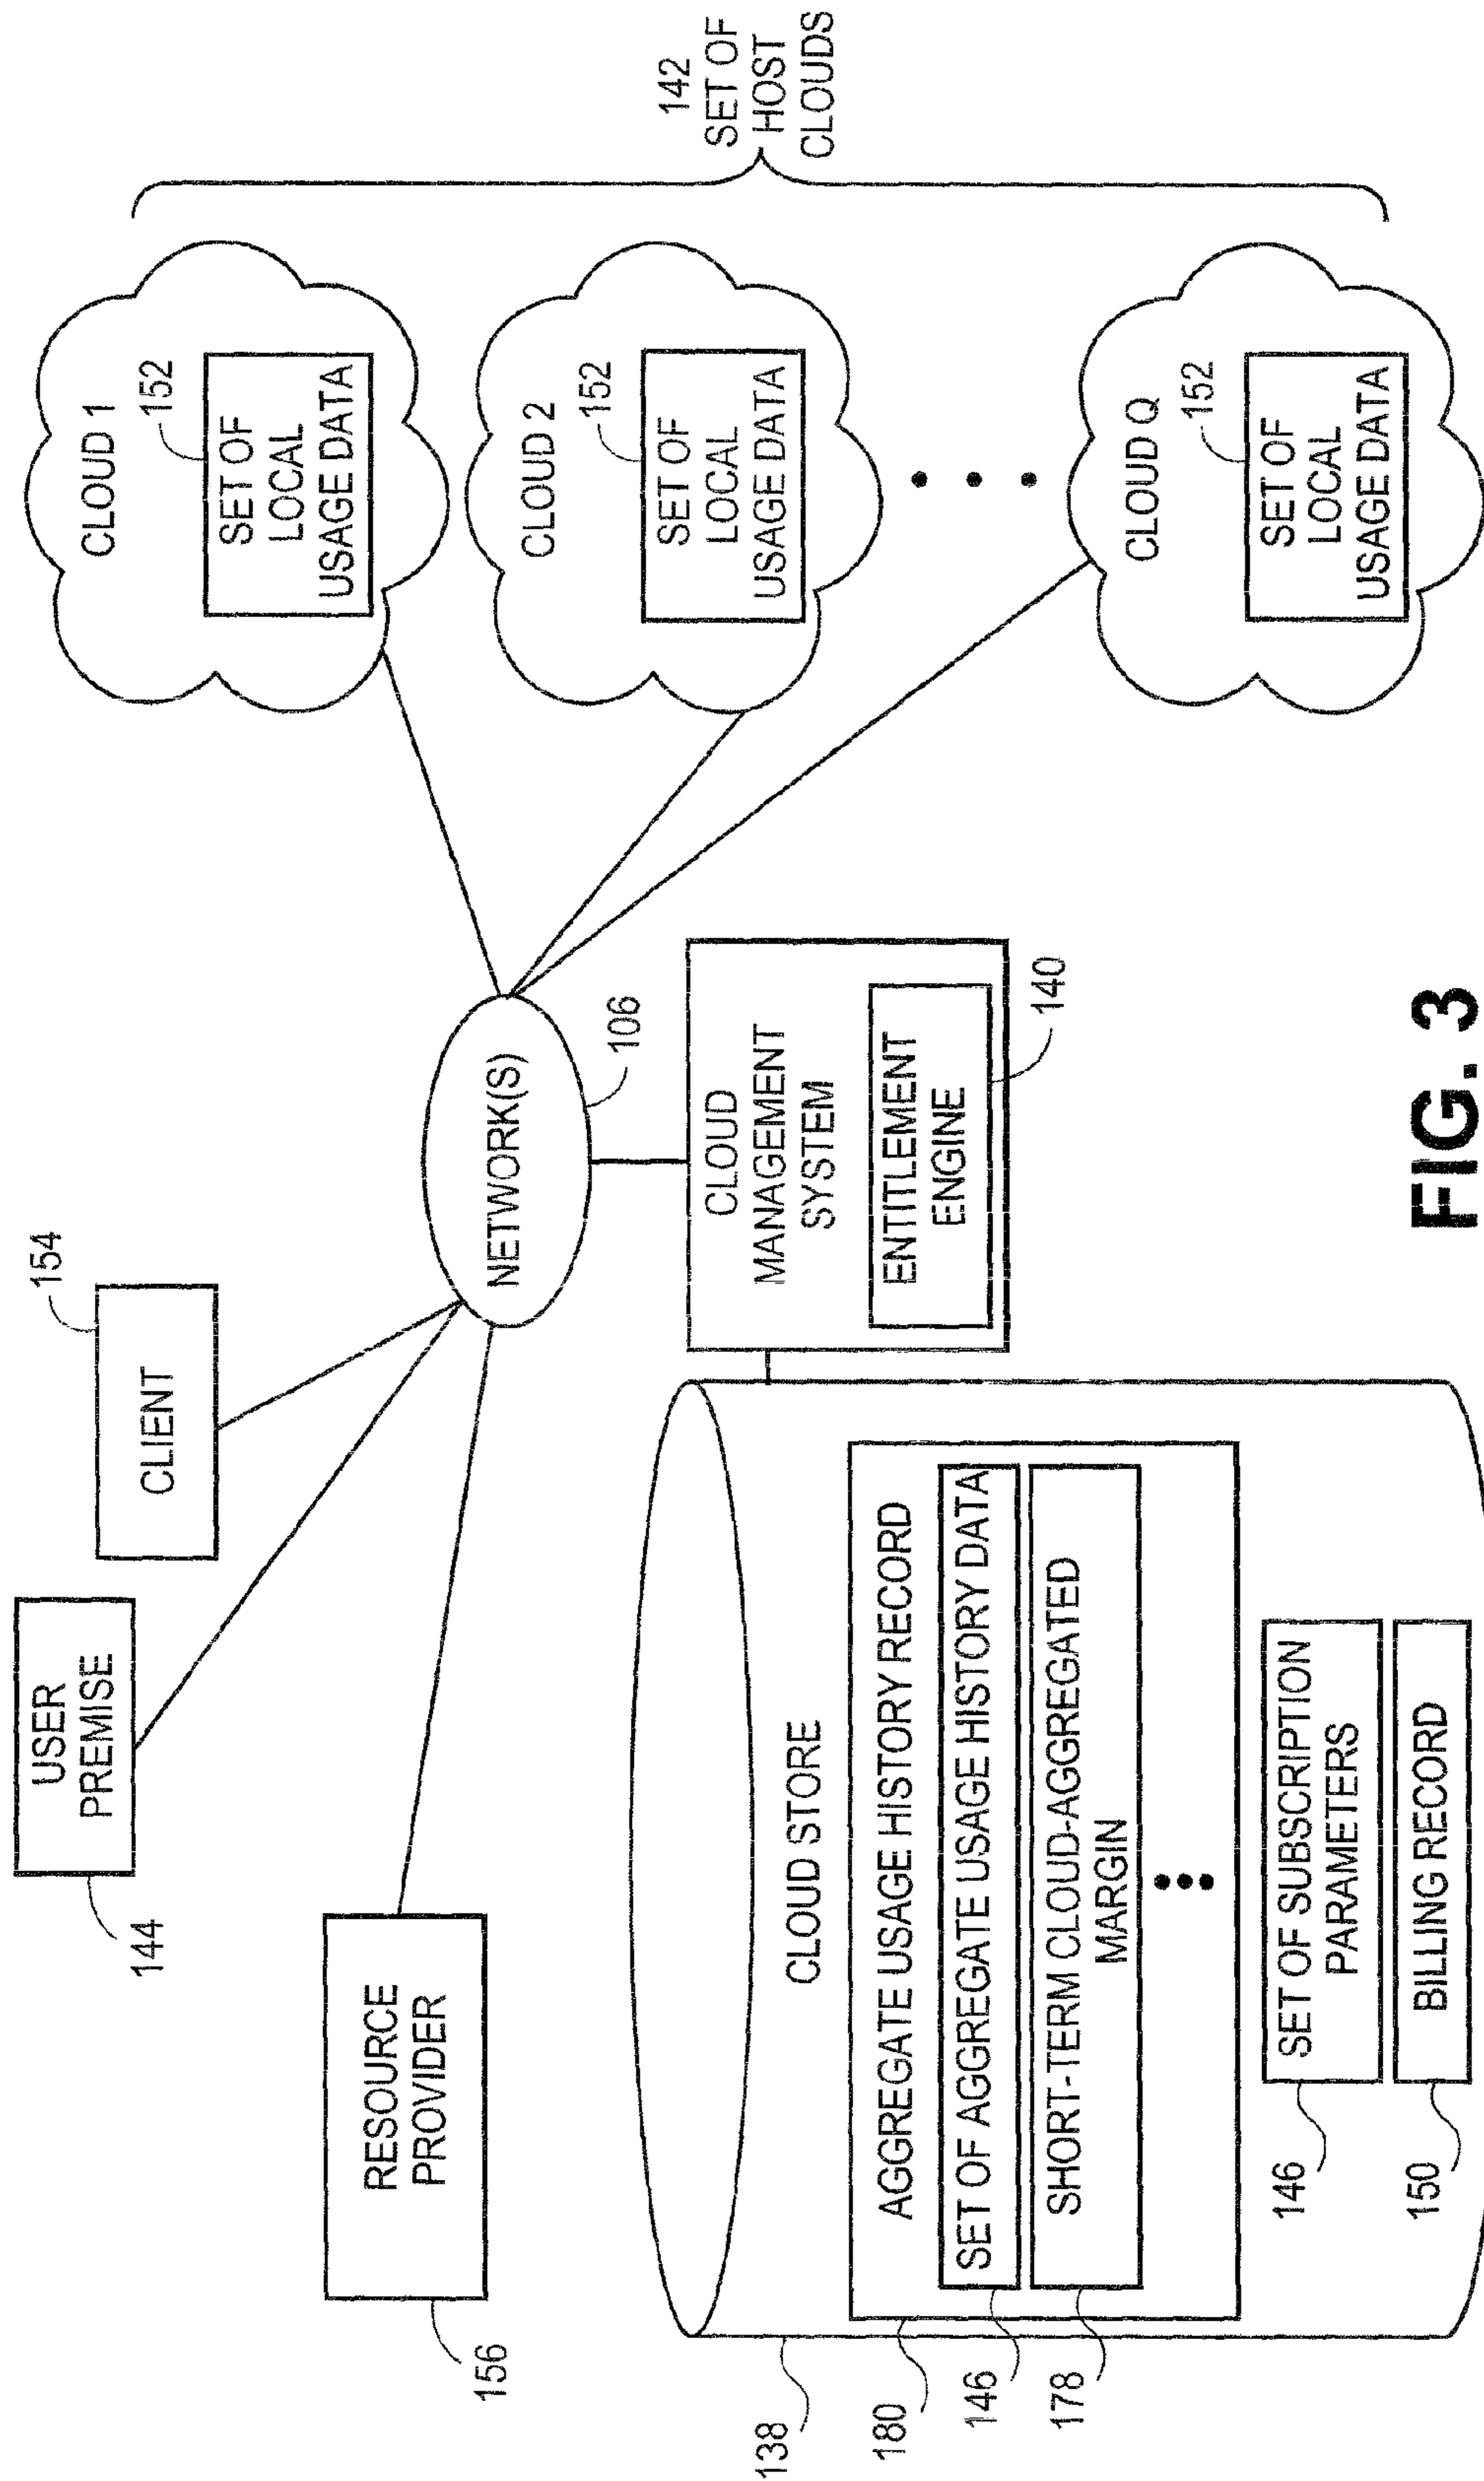 USER
PREMISE
144
CLIENT
154
RESOURCE
PROVIDER
156
NETWORK(S)
106
CLOUD 1
152
SET OF
LOCAL
USAGE DATA
CLOUD 2
152
SET OF
LOCAL
USAGE DATA
CLOUD Q
152
SET OF
LOCAL
USAGE DATA
142
SET OF
HOST
CLOUDS
CLOUD
MANAGEMENT
SYSTEM
ENTITLEMENT
ENGINE
140
CLOUD STORE
138
AGGREGATE USAGE HISTORY RECORD
180
SET OF AGGREGATE USAGE HISTORY DATA
146
SHORT-TERM CLOUD-AGGREGATED
MARGIN
178
SET OF SUBSCRIPTION
PARAMETERS
146
BILLING RECORD
150
FIG. 3